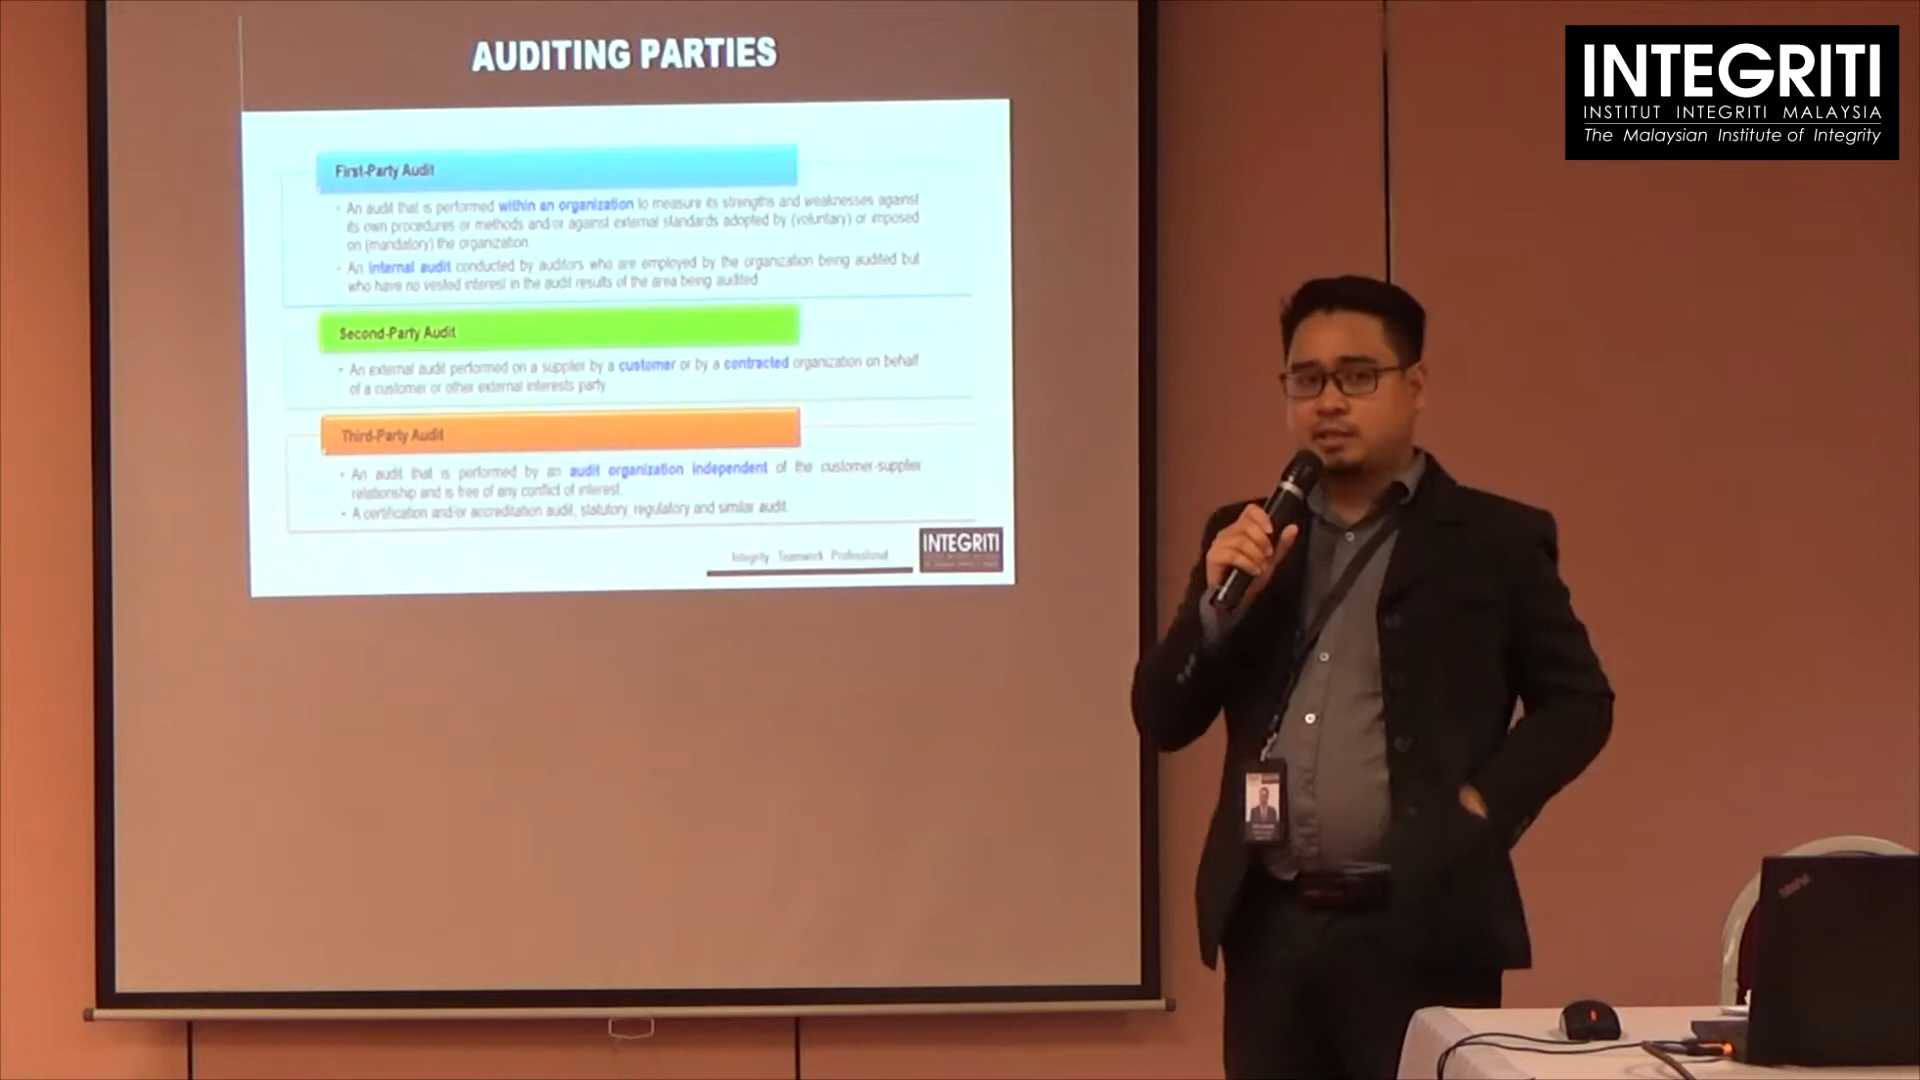 AUDITING PARTIES
First-Party Audit
• An audit that is performed within an organization to measure its strengths and weaknesses against
its own procedures or methods and/or against external standards adopted by (voluntary) or imposed
on (mandatory) the organization
• An internal audit conducted by auditors who are employed by the organization being audited but
who have no vested interest in the audit results of the area being audited
Second-Party Audit
• An external audit performed on a supplier by a customer or by a contracted organization on behalf
of a customer or other external interests party
Third-Party Audit
• An audit that is performed by an audit organization independent of the customer-supplier
relationship and is free of any conflict of interest.
• A certification and/or accreditation audit, statutory, regulatory and similar audit.
Integrity Teamwork Professional
INTEGRITI
INTEGRITI
INSTITUT INTEGRITI MALAYSIA
The Malaysian Institute of Integrity
ThinkPad